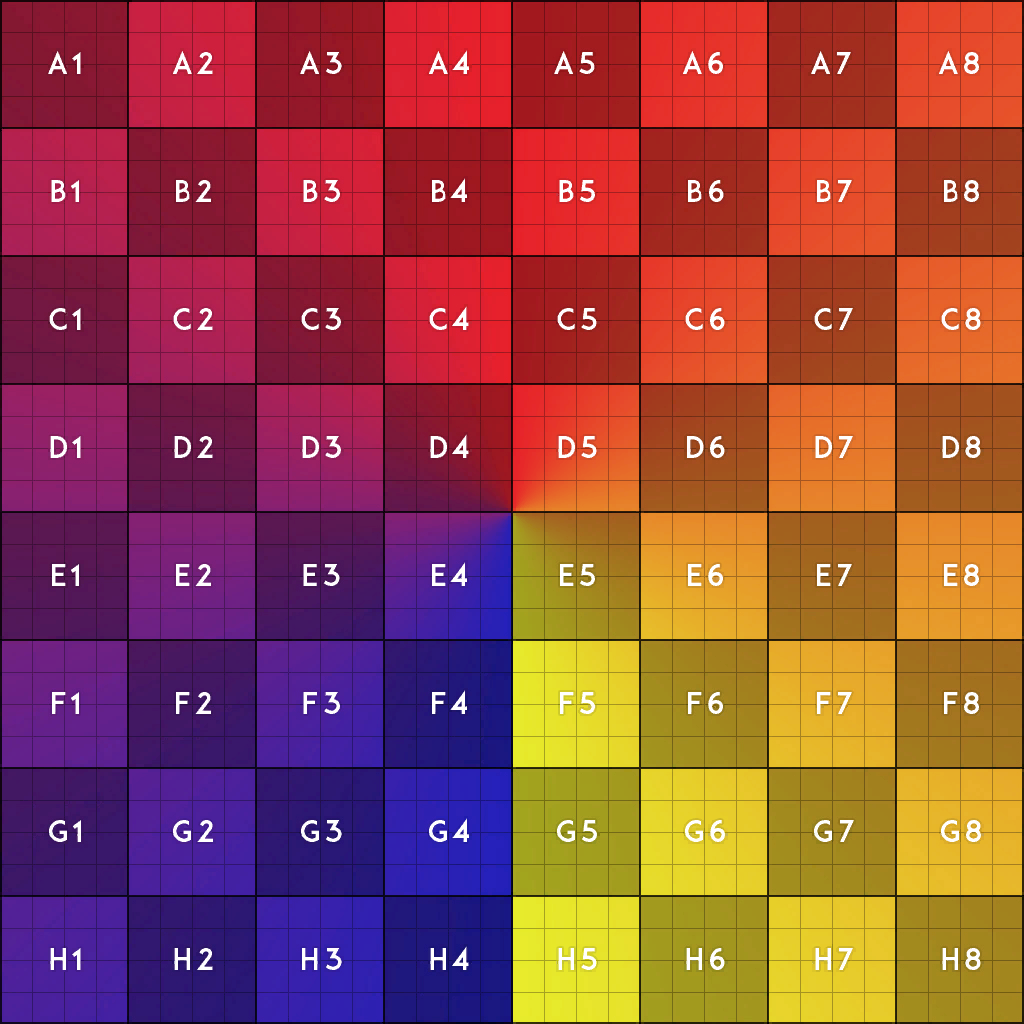 A1 A2 A3 A4 A5 A6 A7 A8
B1 B2 B3 B4 B5 B6 B7 B8
C1 C2 C3 C4 C5 C6 C7 C8
D1 D2 D3 D4 D5 D6 D7 D8
E1 E2 E3 E4 E5 E6 E7 E8
F1 F2 F3 F4 F5 F6 F7 F8
G1 G2 G3 G4 G5 G6 G7 G8
H1 H2 H3 H4 H5 H6 H7 H8